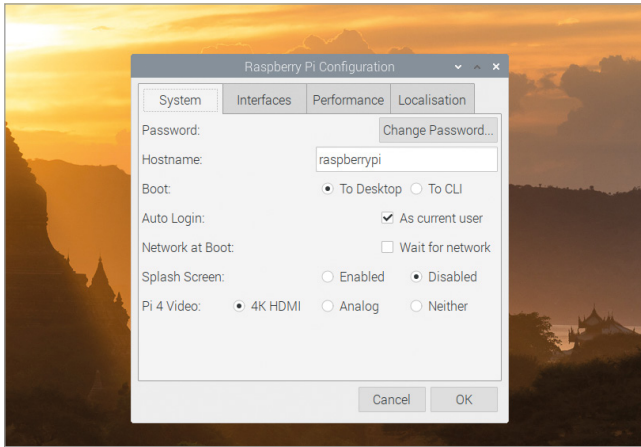 Raspberry Pi Configuration
System Interfaces Performance Localisation
Password: Change Password...
Hostname: raspberrypi
Boot: To Desktop To CLI
Auto Login: As current user
Network at Boot: Wait for network
Splash Screen: Enabled Disabled
Pi 4 Video: 4K HDMI Analog Neither
Cancel OK